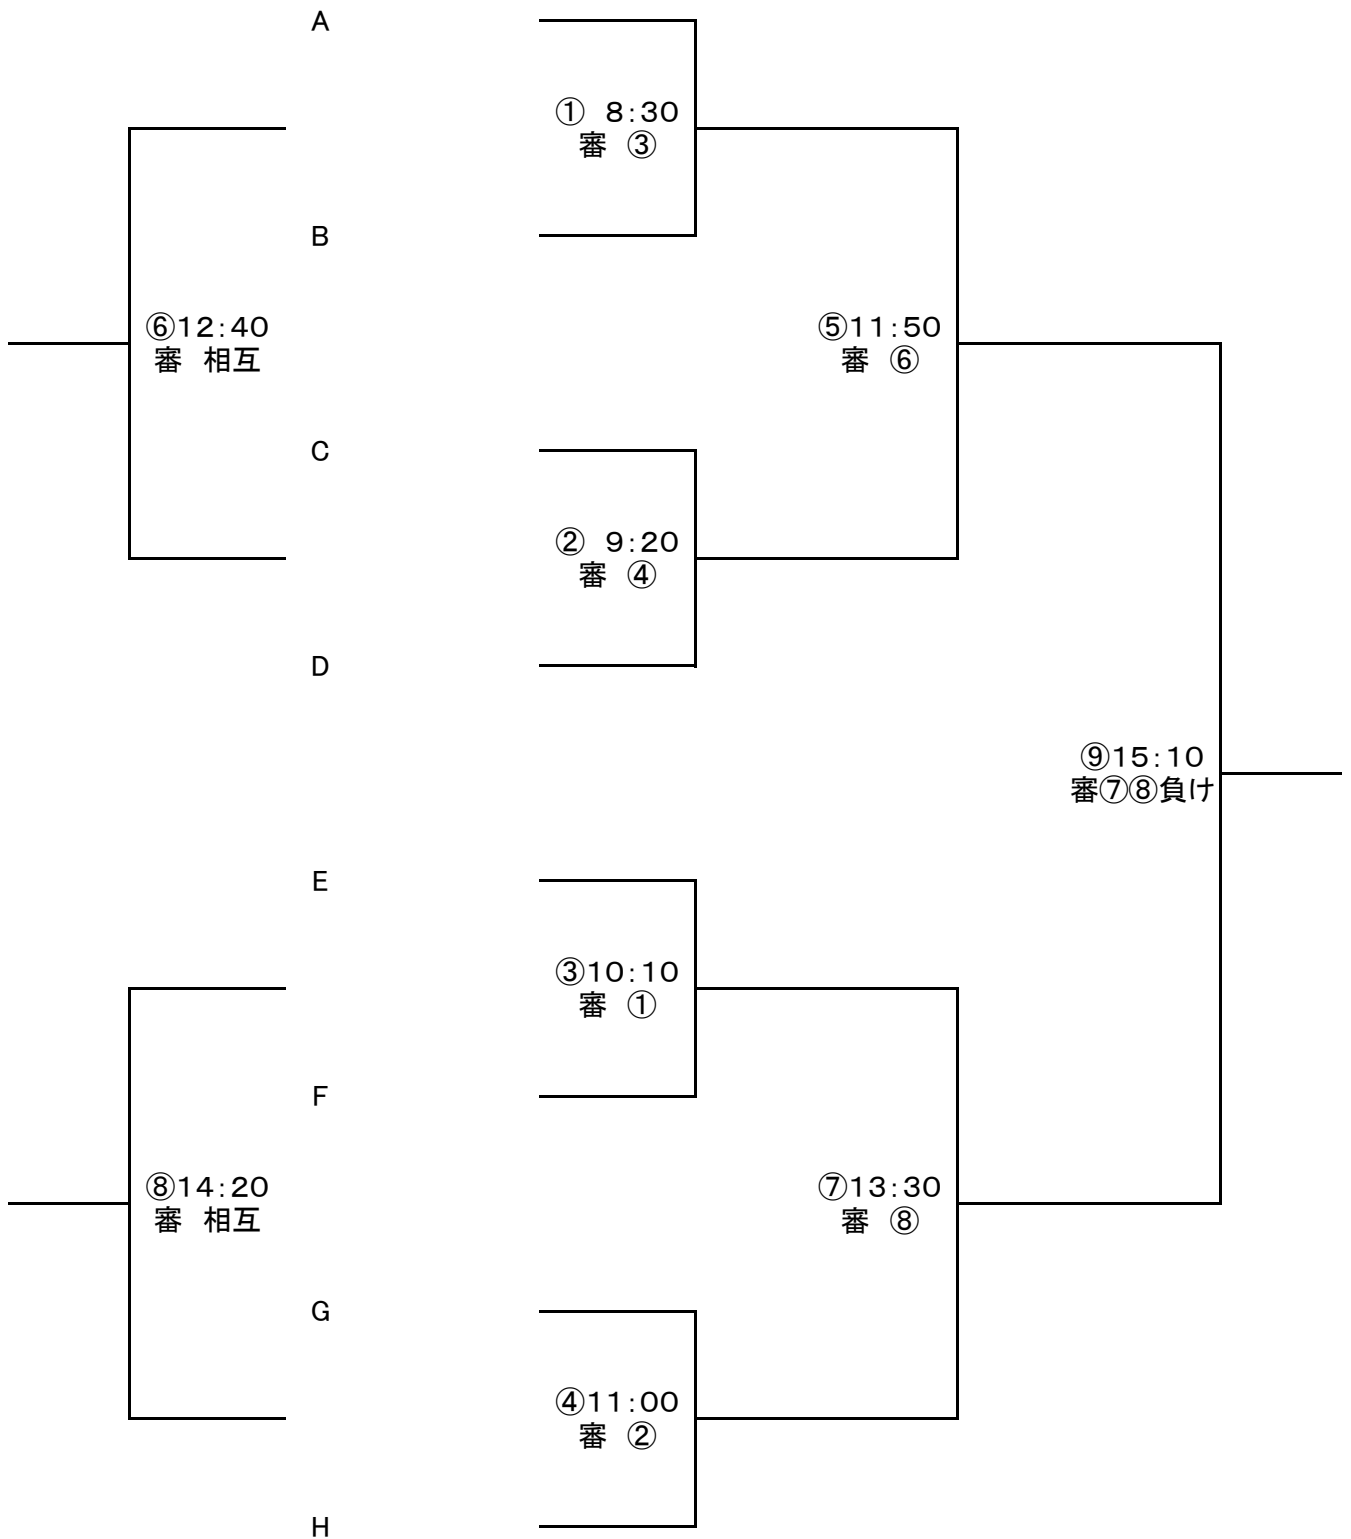 A
① 8:30
審 ③
B
⑥12:40
審 相互
⑤11:50
審 ⑥
C
② 9:20
審 ④
D
⑨15:10
審⑦⑧負け
E
③10:10
審 ①
F
⑧14:20
審 相互
⑦13:30
審 ⑧
G
④11:00
審 ②
H